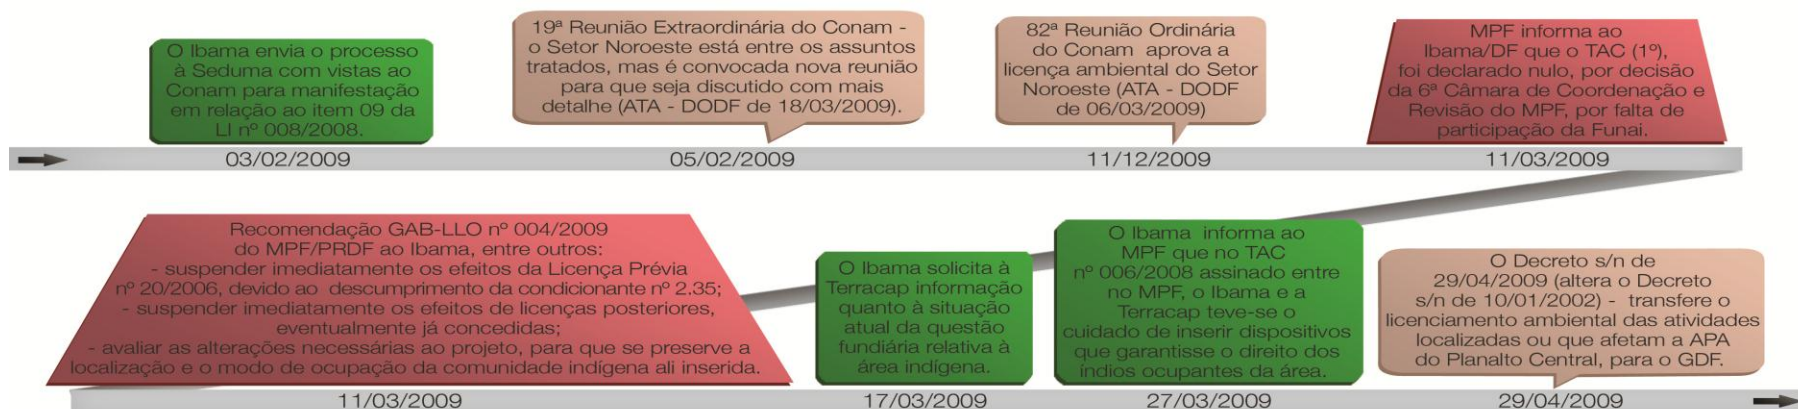 O Ibama envia o processo
à Seduma com vistas ao
Conam para manifestação
em relação ao item 09 da
LI nº 008/2008.
03/02/2009
19ª Reunião Extraordinária do Conam -
o Setor Noroeste está entre os assuntos
tratados, mas é convocada nova reunião
para que seja discutido com mais
detalhe (ATA - DODF de 18/03/2009).
05/02/2009
82ª Reunião Ordinária
do Conam aprova a
licença ambiental do Setor
Noroeste (ATA - DODF
de 06/03/2009)
11/12/2009
MPF informa ao
Ibama/DF que o TAC (1º),
foi declarado nulo, por decisão
da 6ª Câmara de Coordenação e
Revisão do MPF, por falta de
participação da Funai.
11/03/2009
Recomendação GAB-LLO nº 004/2009
do MPF/PRDF ao Ibama, entre outros:
- suspender imediatamente os efeitos da Licença Prévia
nº 20/2006, devido ao descumprimento da condicionante nº 2.35;
- suspender imediatamente os efeitos de licenças posteriores,
eventualmente já concedidas;
- avaliar as alterações necessárias ao projeto, para que se preserve a
localização e o modo de ocupação da comunidade indígena ali inserida.
11/03/2009
O Ibama solicita à
Terracap informação
quanto à situação
atual da questão
fundiária relativa à
área indígena.
17/03/2009
O Ibama informa ao
MPF que no TAC
nº 006/2008 assinado entre
no MPF, o Ibama e a
Terracap teve-se o
cuidado de inserir dispositivos
que garantisse o direito dos
índios ocupantes da área.
27/03/2009
O Decreto s/n de
29/04/2009 (altera o Decreto
s/n de 10/01/2002) - transfere o
licenciamento ambiental das atividades
localizadas ou que afetam a APA
do Planalto Central, para o GDF.
29/04/2009